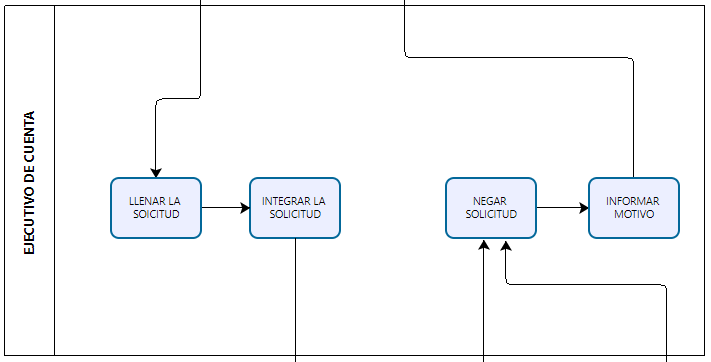 EJECUTIVO DE CUENTA
LLENAR LA
SOICITUD
INTEGRAR LA
SOLICITUD
NEGAR
SOLICITUD
INFORMAR
MOTIVO